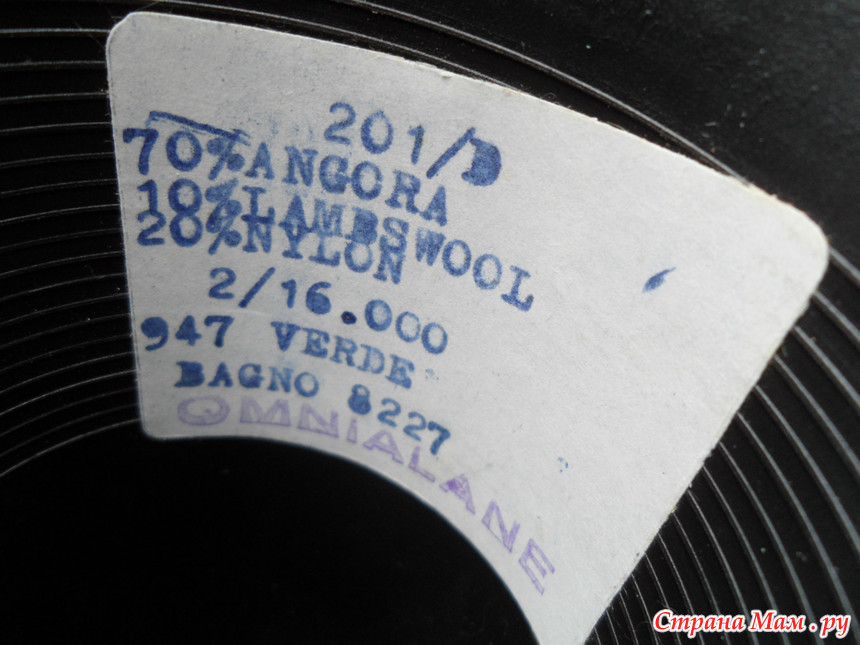 201/B
70%ANGORA
10%LAMBSWOOL
20%NYLON
2/16.000
947 VERDE
BAGNO 8227
OMNIALANE
Страна Мам.ру